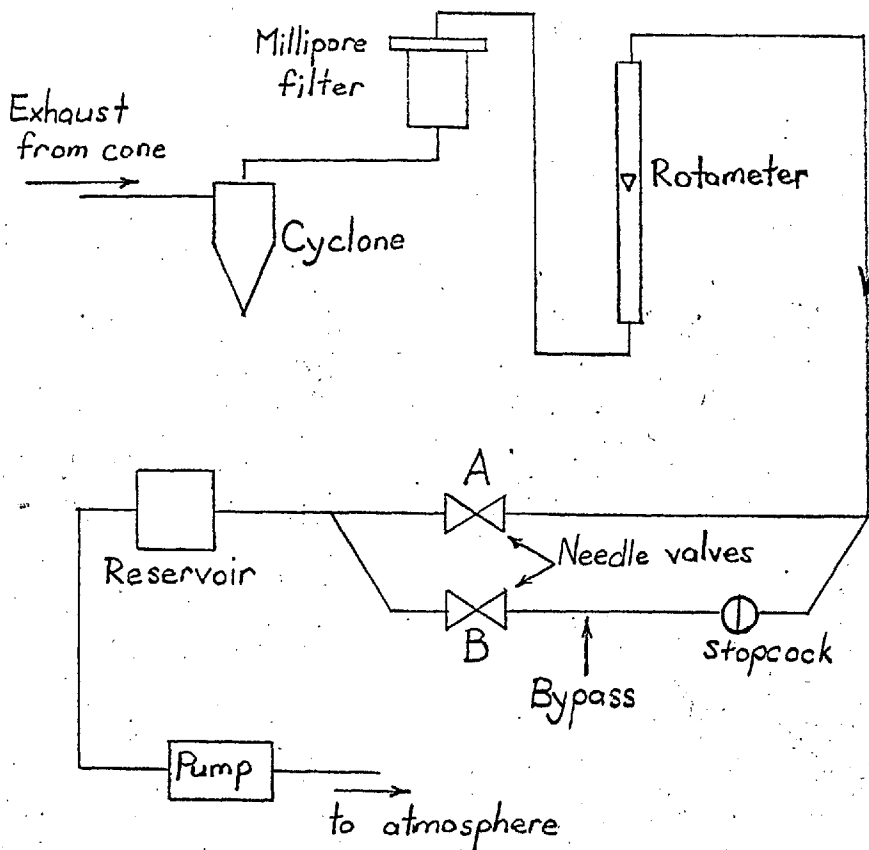 Millipore
filter
Exhaust
from cone
Cyclone
Rotameter
A
Needle valves
Reservoir
B
stopcock
Bypass
Pump
to atmosphere